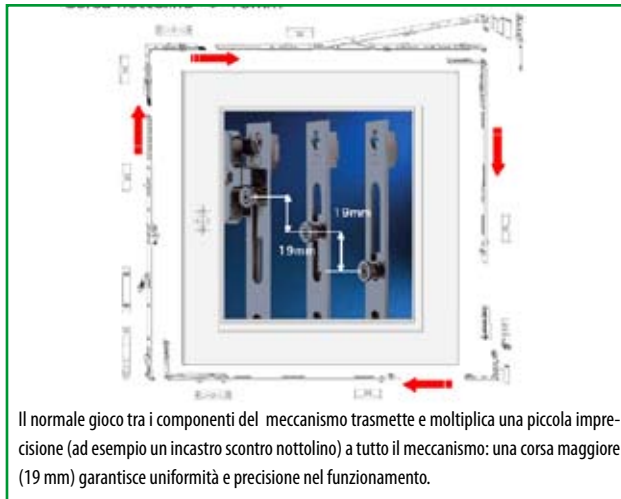 19mm
19mm
Il normale gioco tra i componenti del meccanismo trasmette e moltiplica una piccola impre-
cisione (ad esempio un incastro scontro nottolino) a tutto il meccanismo: una corsa maggiore
(19 mm) garantisce uniformità e precisione nel funzionamento.